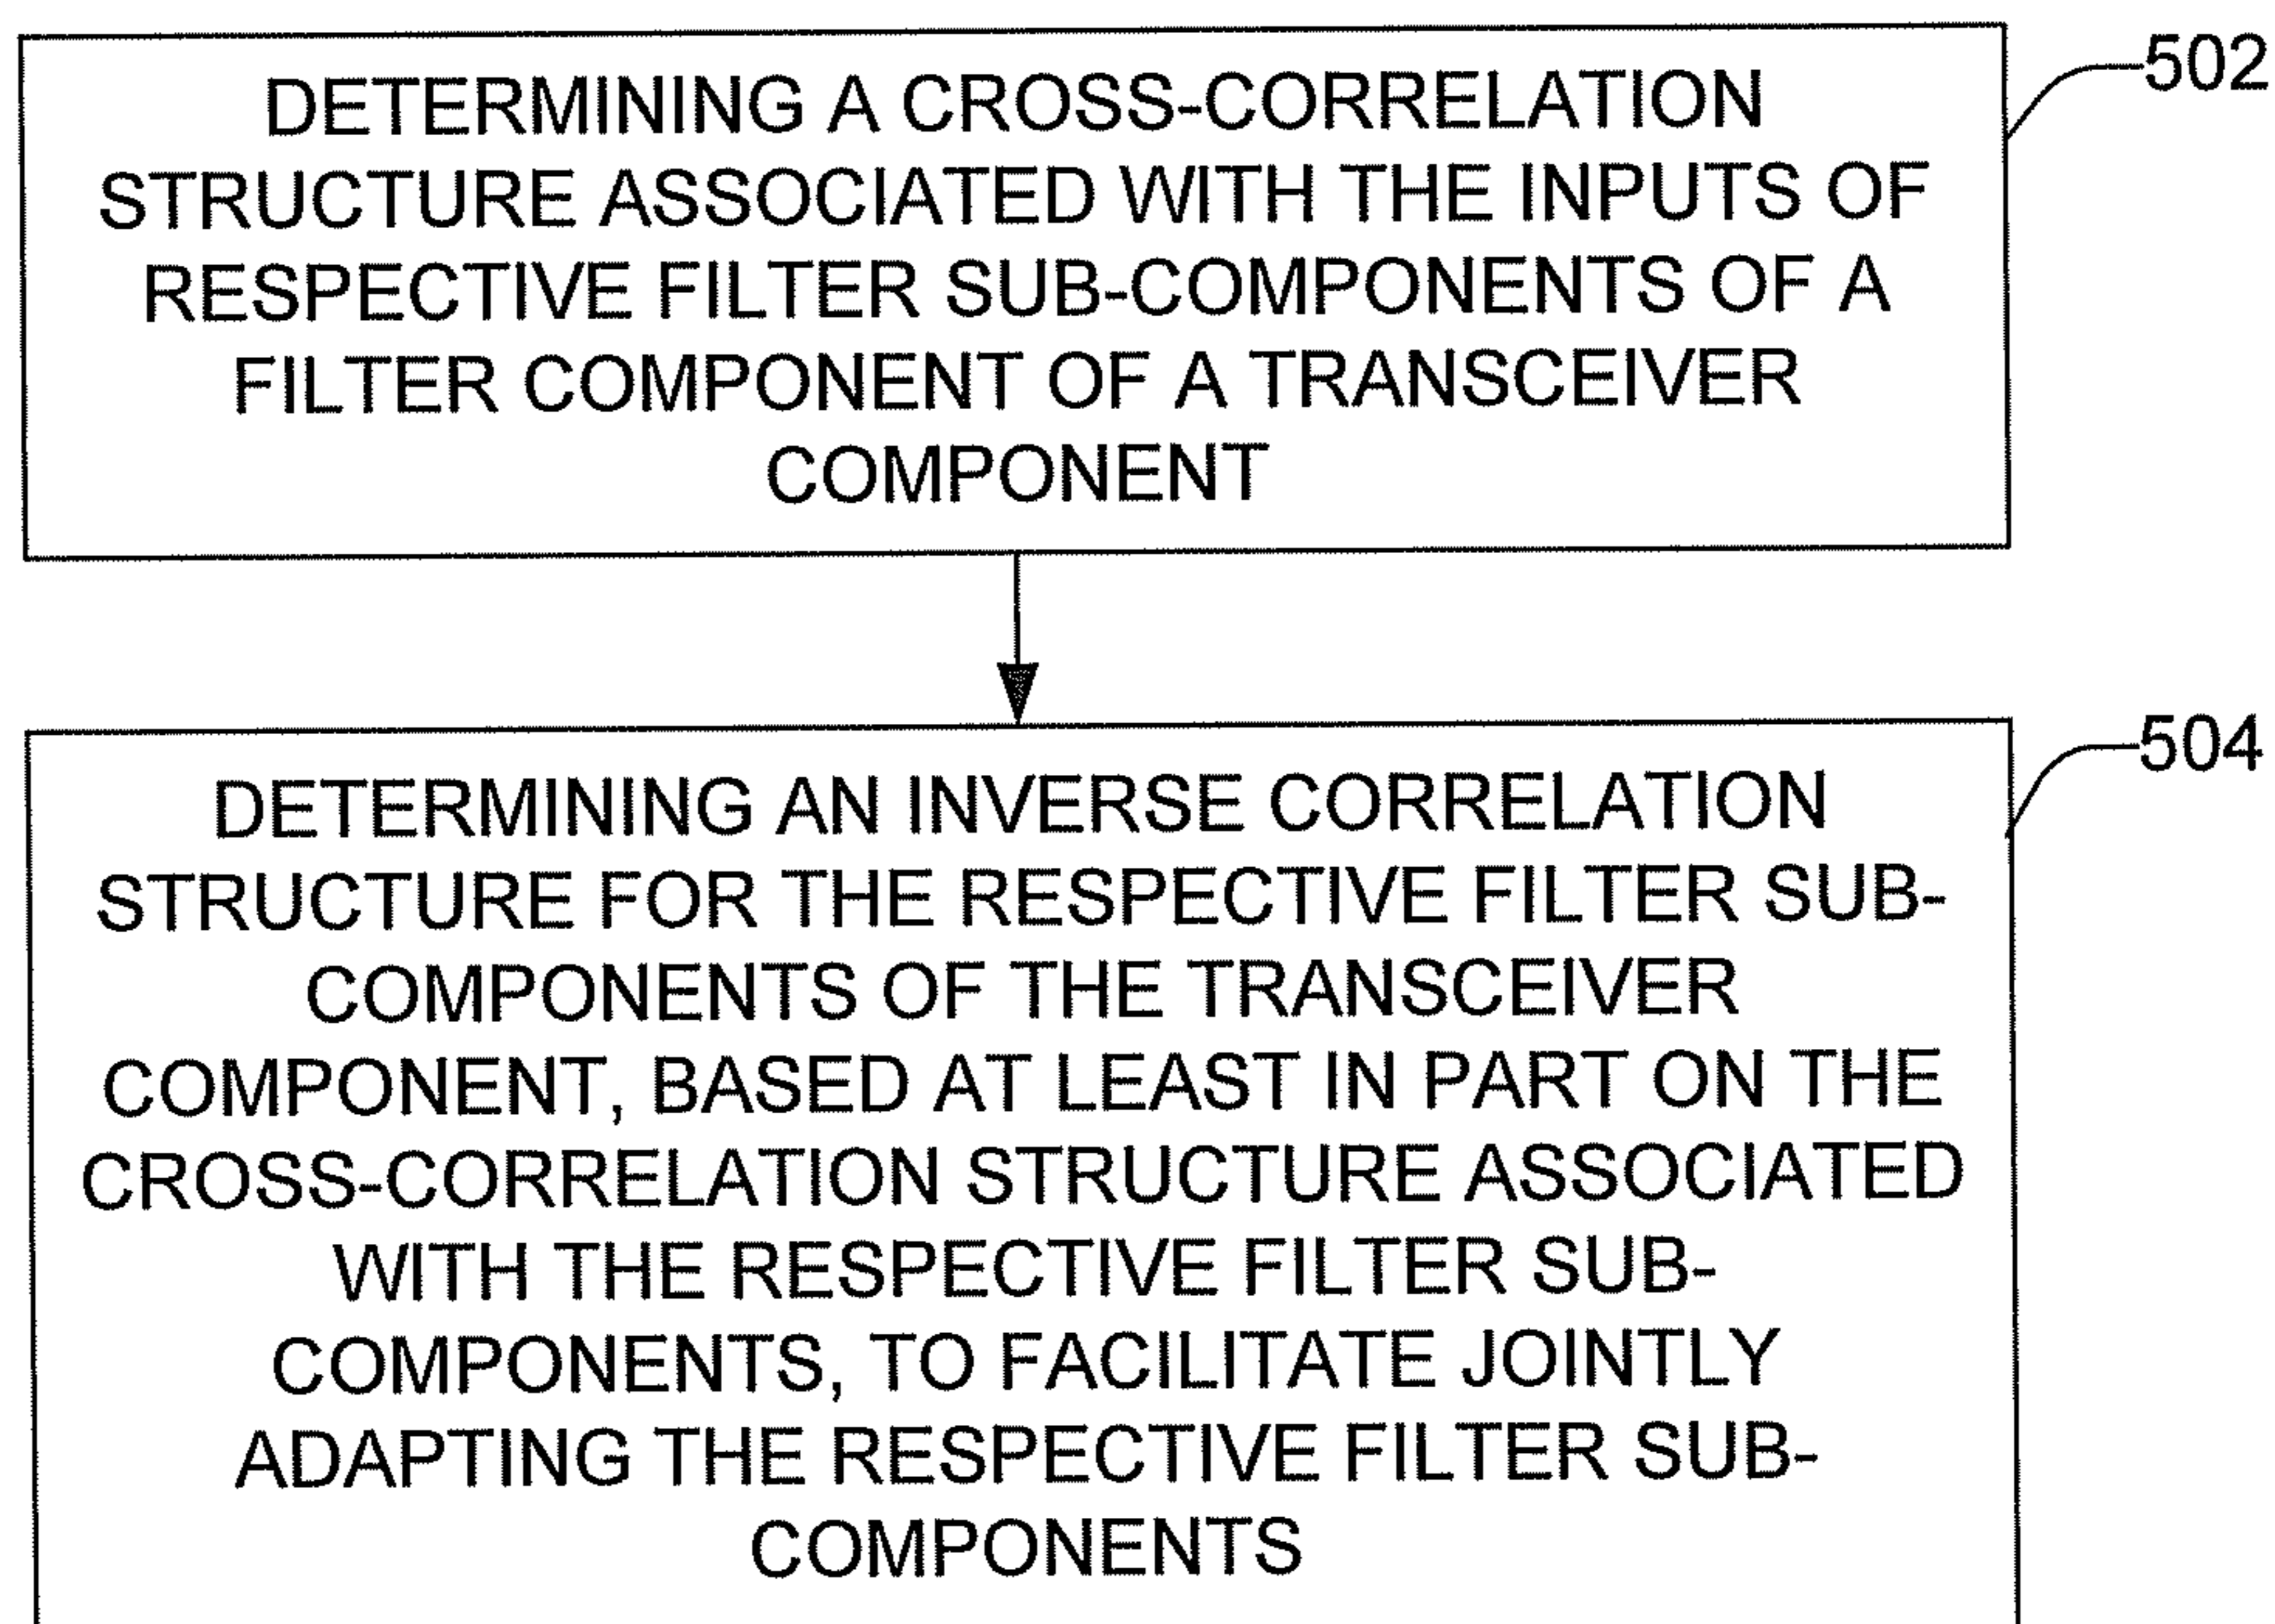 DETERMINING A CROSS-CORRELATION
STRUCTURE ASSOCIATED WITH THE INPUTS OF
RESPECTIVE FILTER SUB-COMPONENTS OF A
FILTER COMPONENT OF A TRANSCEIVER
COMPONENT
502
DETERMINING AN INVERSE CORRELATION
STRUCTURE FOR THE RESPECTIVE FILTER SUB-
COMPONENTS OF THE TRANSCEIVER
COMPONENT, BASED AT LEAST IN PART ON THE
CROSS-CORRELATION STRUCTURE ASSOCIATED
WITH THE RESPECTIVE FILTER SUB-
COMPONENTS, TO FACILITATE JOINTLY
ADAPTING THE RESPECTIVE FILTER SUB-
COMPONENTS
504